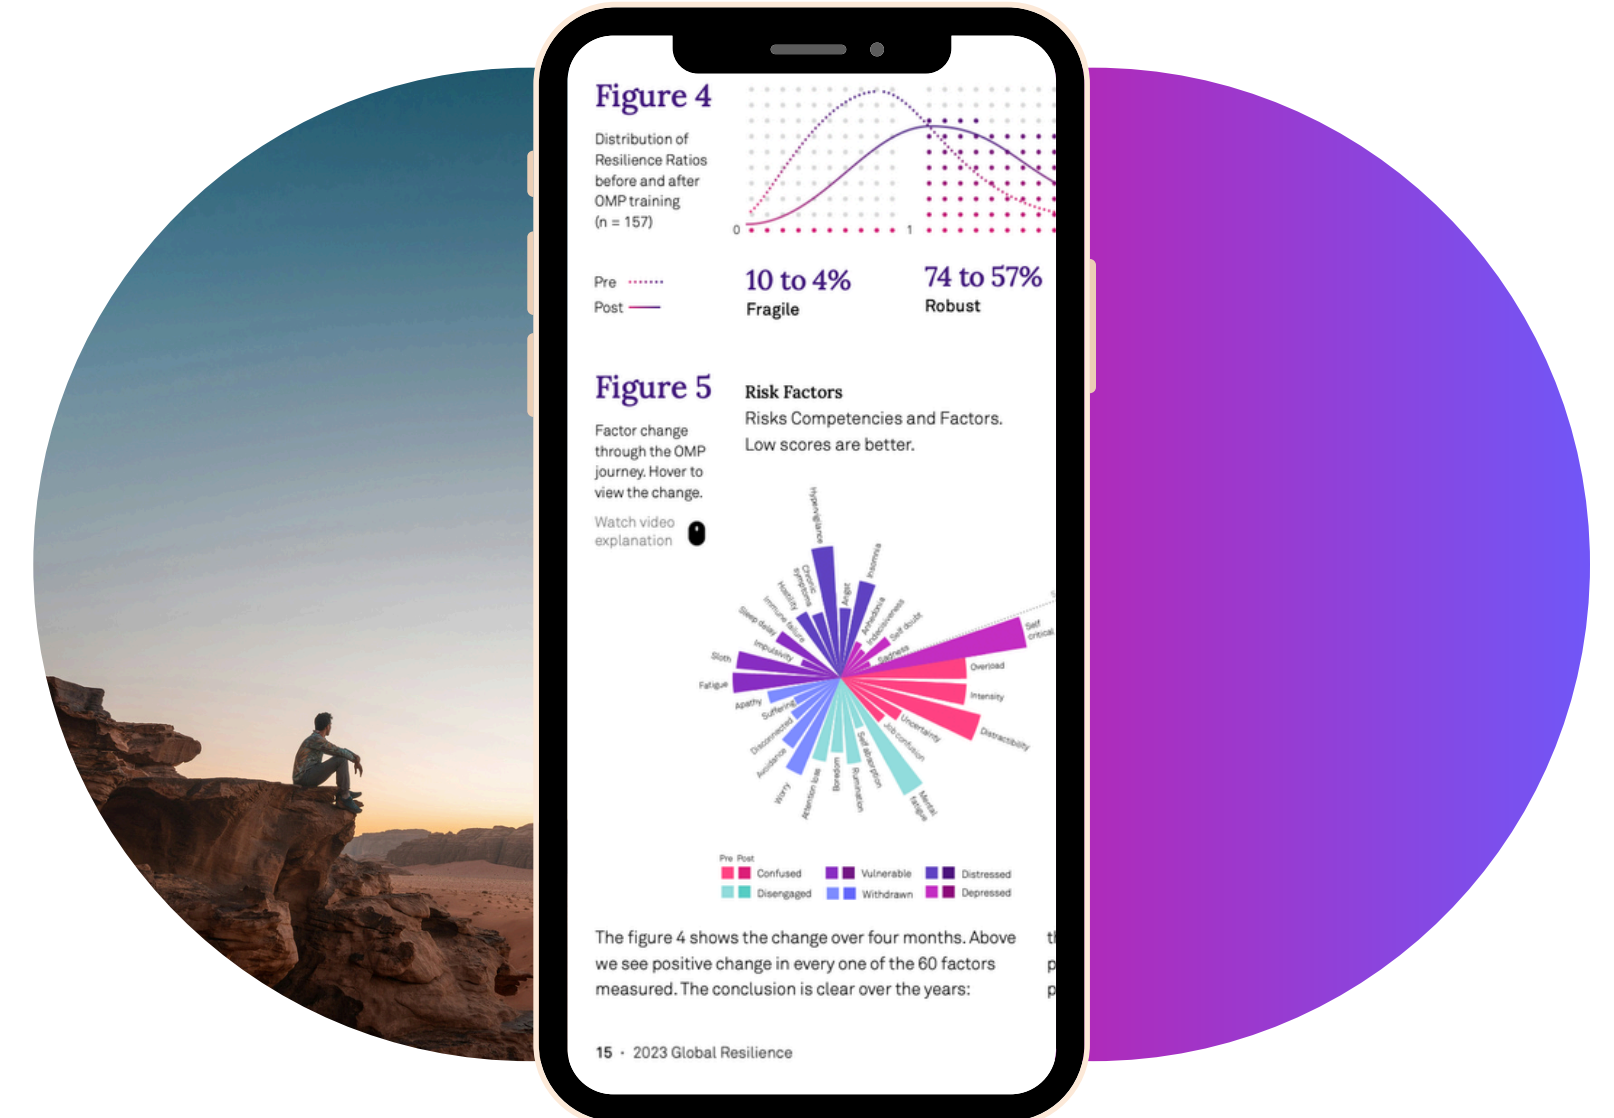 Figure 4
Distribution of
Resilience Ratios
before and after
OMP training
(n = 157)
0
1
Pre
Post
10 to 4%
Fragile
74 to 57%
Robust
Figure 5
Factor change
through the OMP
journey. Hover to
view the change.
Watch video
explanation
Risk Factors
Risks Competencies and Factors.
Low scores are better.
Hypervigilance
Angst
Insomnia
Anhedonia
Indecisiveness
Self doubt
Sadness
Self
critical
Overload
Intensity
Distractibility
Uncertainty
Job confusion
Mental
fatigue
Self absorption
Rumination
Boredom
Attention loss
Worry
Avoidance
Disconnected
Suffering
Apathy
Fatigue
Sloth
Impulsivity
Sleep delay
Immune failure
Hostility
Chronic
symptoms
Pre Post
Confused
Vulnerable
Distressed
Disengaged
Withdrawn
Depressed
The figure 4 shows the change over four months. Above
we see positive change in every one of the 60 factors
measured. The conclusion is clear over the years:
15 · 2023 Global Resilience